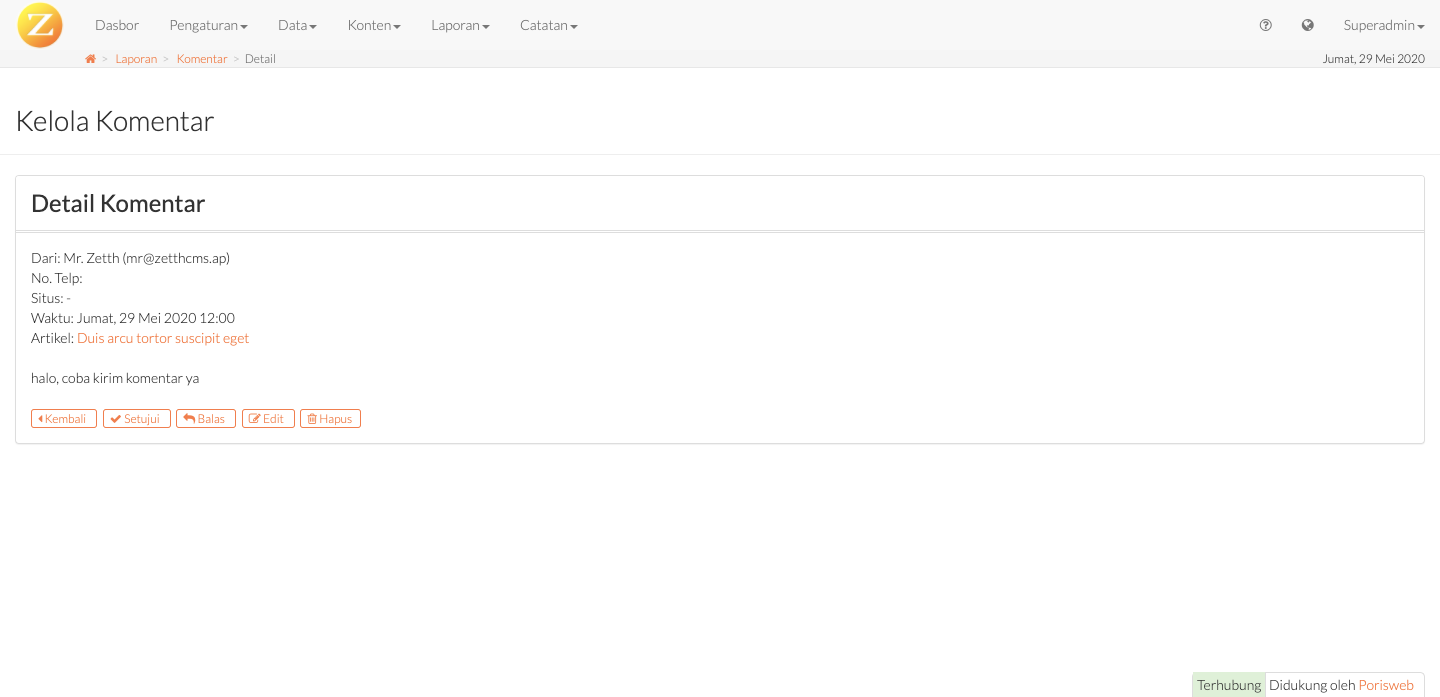 Z Dasbor Pengaturan Data Konten Laporan Catatan Superadmin
> Laporan > Komentar > Detail Jumat, 29 Mei 2020
Kelola Komentar
Detail Komentar
Dari: Mr. Zetth (mr@zetthcms.ap)
No. Telp:
Situs: -
Waktu: Jumat, 29 Mei 2020 12:00
Artikel: Duis arcu tortor suscipit eget
halo, coba kirim komentar ya
Kembali Setujui Balas Edit Hapus
Terhubung Didukung oleh Porisweb